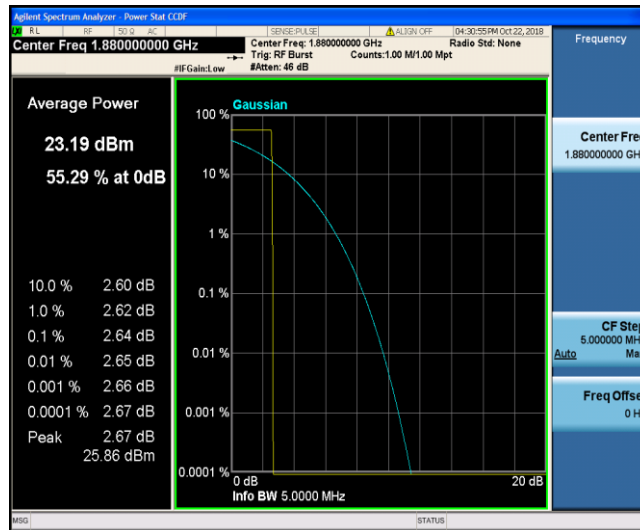 Agilent Spectrum Analyzer - Power Stat CCDF
RL RF 50 Ω AC SENSE:PULSE ALIGN OFF 04:30:55 PM Oct 22, 2018
Center Freq 1.880000000 GHz
Center Freq: 1.880000000 GHz Radio Std: None
Trig: RF Burst Counts:1.00 M/1.00 Mpt
#IFGain:Low #Atten: 46 dB
Frequency
Average Power
23.19 dBm
55.29 % at 0dB
10.0 % 2.60 dB
1.0 % 2.62 dB
0.1 % 2.64 dB
0.01 % 2.65 dB
0.001 % 2.66 dB
0.0001 % 2.67 dB
Peak 2.67 dB
25.86 dBm
Gaussian
100 %
10 %
1 %
0.1 %
0.01 %
0.001 %
0.0001 %
0 dB 20 dB
Info BW 5.0000 MHz
Center Fre
1.880000000 GH
CF Step
5.000000 MH
Auto Ma
Freq Offse
0 H
MSG STATUS